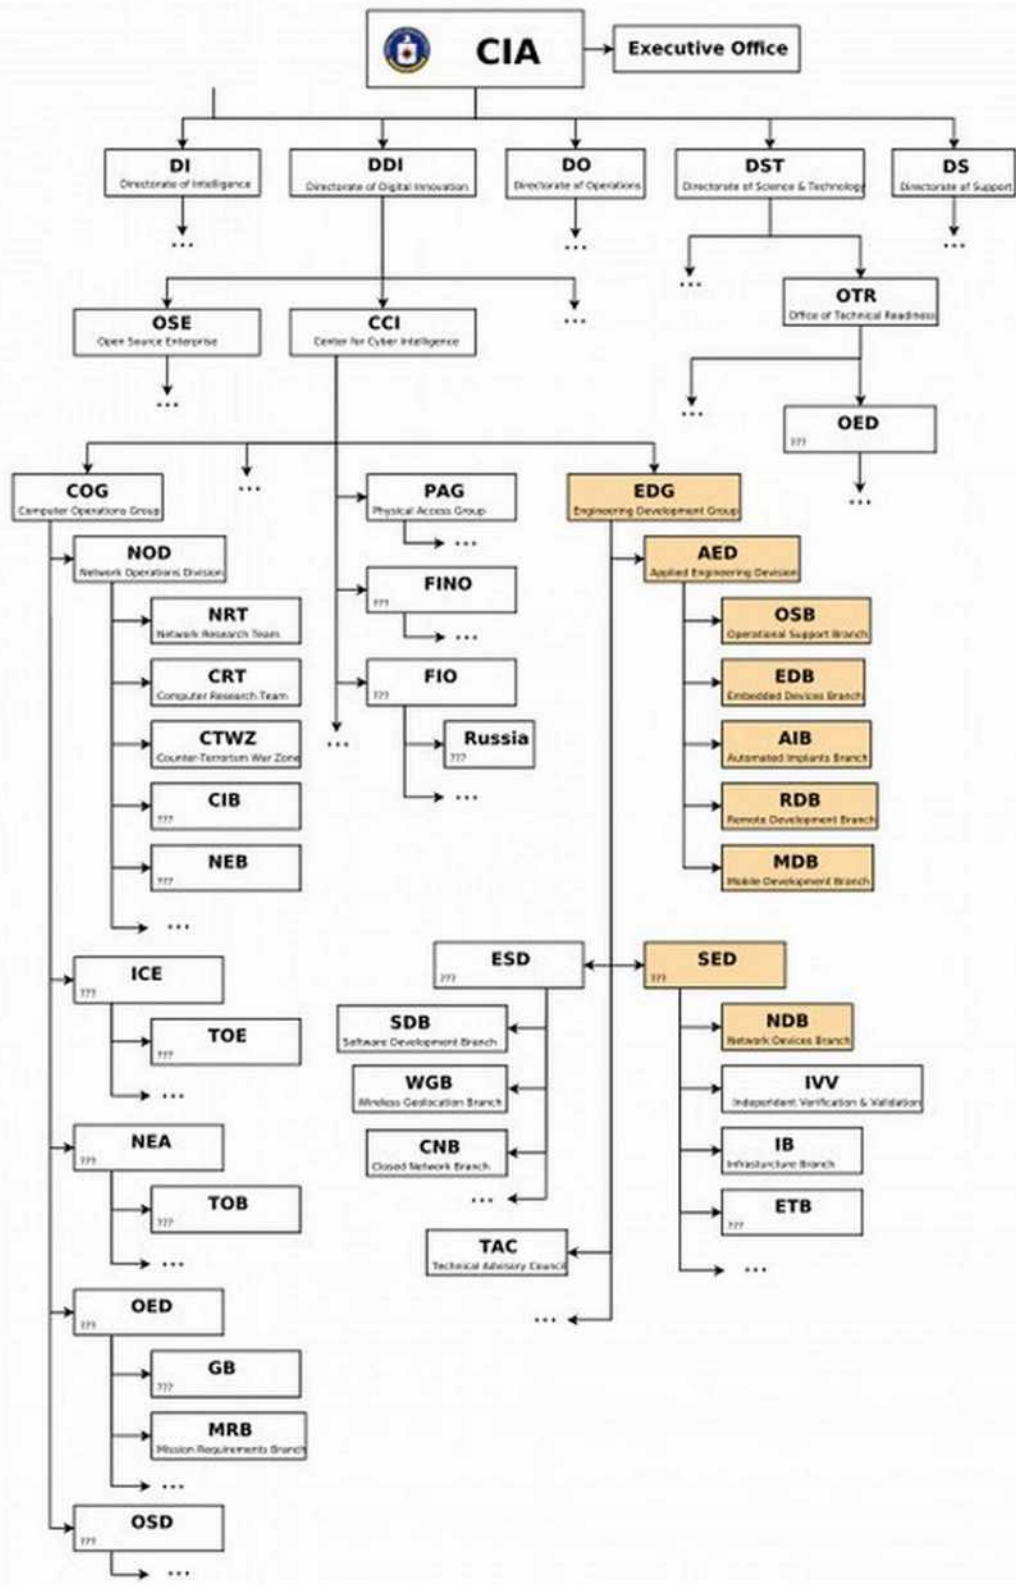 CIA
Executive Office
DI
Directorate of Intelligence
DDI
Directorate of Digital Innovation
DO
Directorate of Operations
DST
Directorate of Science & Technology
DS
Directorate of Support
...
...
...
...
OTR
Office of Technical Readiness
OSE
Open Source Enterprise
CCI
Center for Cyber Intelligence
...
...
...
OED
???
...
COG
Computer Operations Group
...
PAG
Physical Access Group
...
EDG
Engineering Development Group
NOD
Network Operations Division
AED
Applied Engineering Devision
FINO
???
...
NRT
Network Research Team
OSB
Operational Support Branch
CRT
Computer Research Team
FIO
???
EDB
Embedded Devices Branch
CTWZ
Counter-Terrorism War Zone
...
Russia
???
...
AIB
Automated Implants Branch
CIB
???
RDB
Remote Development Branch
NEB
???
MDB
Mobile Development Branch
...
ICE
???
ESD
???
SED
???
TOE
???
...
SDB
Software Development Branch
NDB
Network Devices Branch
WGB
Wireless Geolocation Branch
IVV
Independent Verification & Validation
NEA
???
CNB
Closed Network Branch
...
IB
Infrasturcture Branch
TOB
???
...
ETB
???
...
TAC
Technical Advisory Council
...
OED
???
GB
???
MRB
Mission Requirements Branch
...
OSD
???
...